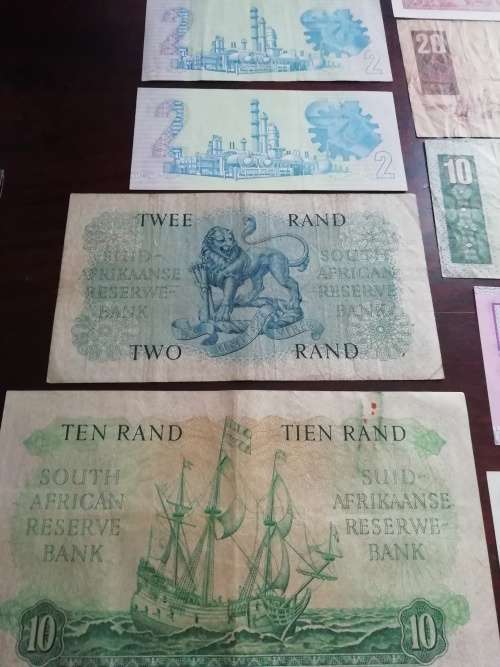 2
2
20
2
2
10
TWEE RAND
SUID-
AFRIKAANSE
RESERWE-
BANK
SOUTH
AFRICAN
RESERVE
BANK
TWO RAND
TEN RAND TIEN RAND
SOUTH
AFRICAN
RESERVE
BANK
SUID-
AFRIKAANSE
RESERWE-
BANK
10
10